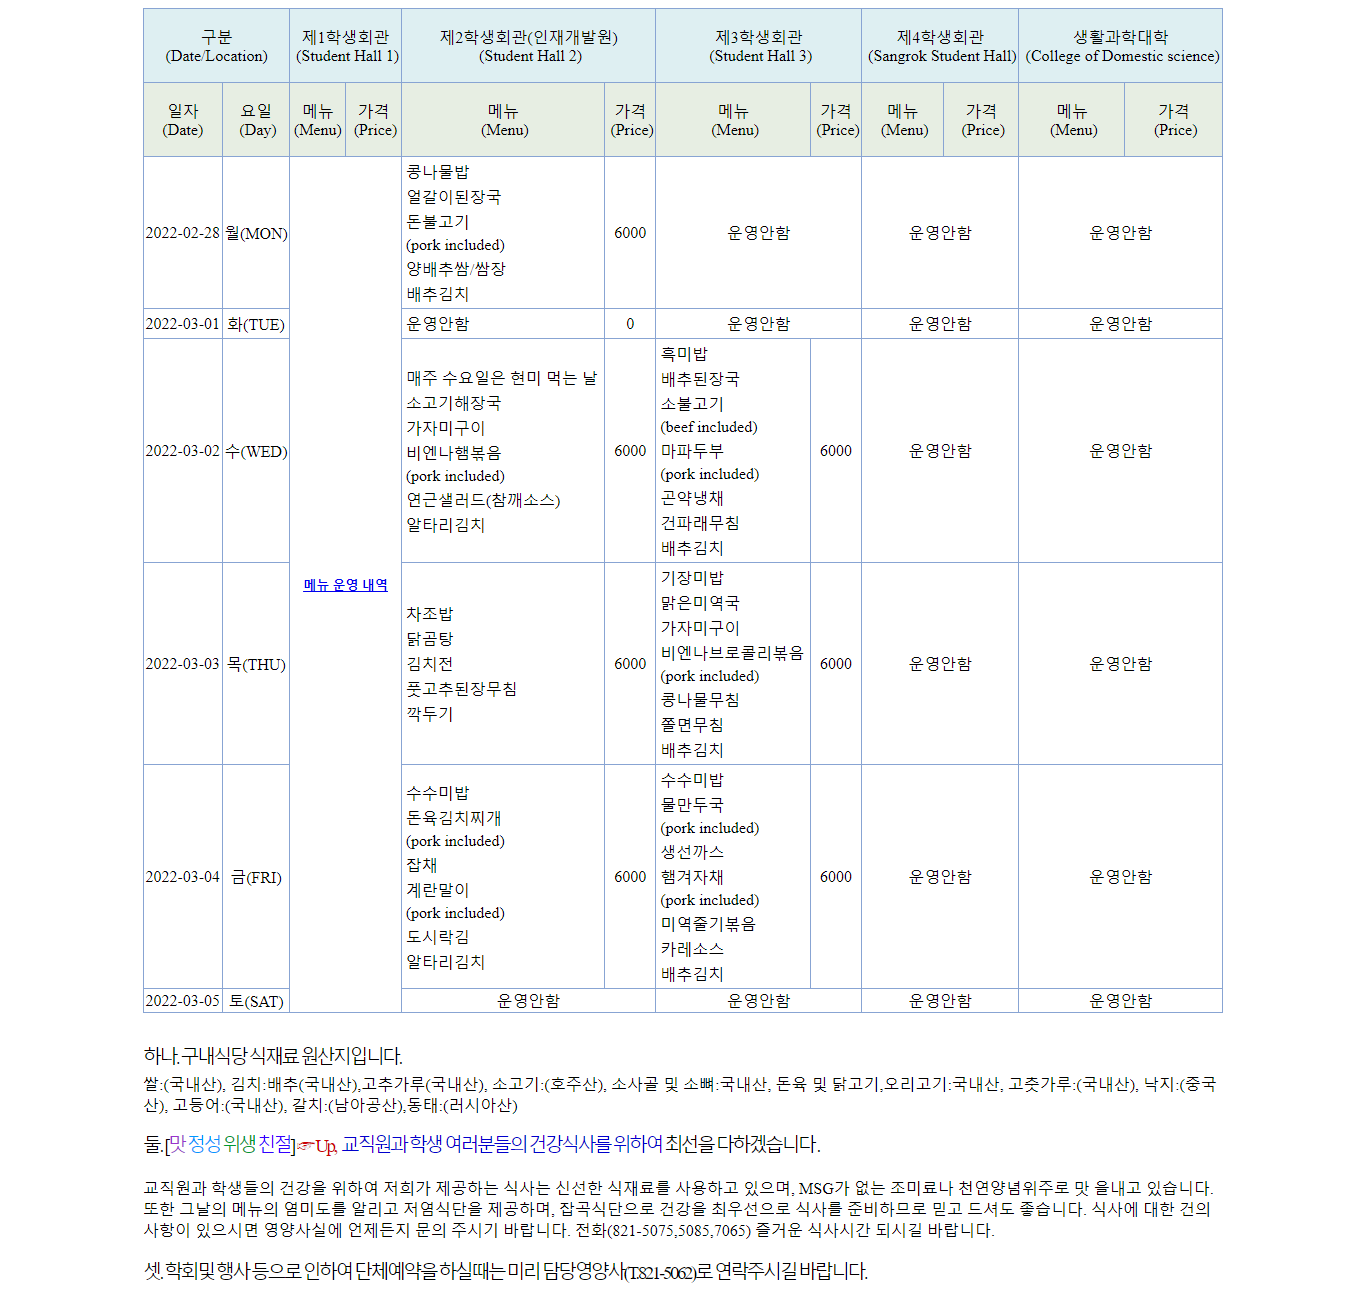 구분
(Date/Location)
제1학생회관
(Student Hall 1)
제2학생회관(인재개발원)
(Student Hall 2)
제3학생회관
(Student Hall 3)
제4학생회관
(Sangrok Student Hall)
생활과학대학
(College of Domestic science)
일자
(Date)
요일
(Day)
메뉴
(Menu)
가격
(Price)
메뉴
(Menu)
가격
(Price)
메뉴
(Menu)
가격
(Price)
메뉴
(Menu)
가격
(Price)
메뉴
(Menu)
가격
(Price)
2022-02-28
월(MON)
메뉴 운영 내역
콩나물밥
얼갈이된장국
돈불고기
(pork included)
양배추쌈/쌈장
배추김치
6000
운영안함
운영안함
운영안함
2022-03-01
화(TUE)
운영안함
0
운영안함
운영안함
운영안함
2022-03-02
수(WED)
매주 수요일은 현미 먹는 날
소고기해장국
가자미구이
비엔나햄볶음
(pork included)
연근샐러드(참깨소스)
알타리김치
6000
흑미밥
배추된장국
소불고기
(beef included)
마파두부
(pork included)
곤약냉채
건파래무침
배추김치
6000
운영안함
운영안함
2022-03-03
목(THU)
차조밥
닭곰탕
김치전
풋고추된장무침
깍두기
6000
기장미밥
맑은미역국
가자미구이
비엔나브로콜리볶음
(pork included)
콩나물무침
쫄면무침
배추김치
6000
운영안함
운영안함
2022-03-04
금(FRI)
수수미밥
돈육김치찌개
(pork included)
잡채
계란말이
(pork included)
도시락김
알타리김치
6000
수수미밥
물만두국
(pork included)
생선까스
햄겨자채
(pork included)
미역줄기볶음
카레소스
배추김치
6000
운영안함
운영안함
2022-03-05
토(SAT)
운영안함
운영안함
운영안함
운영안함
하나.구내식당 식재료 원산지입니다.
쌀:(국내산), 김치:배추(국내산),고추가루(국내산), 소고기:(호주산), 소사골 및 소뼈:국내산, 돈육 및 닭고기,오리고기:국내산, 고춧가루:(국내산), 낙지:(중국
산), 고등어:(국내산), 갈치:(남아공산),동태:(러시아산)
둘.[맛 정성 위생 친절]☞Up, 교직원과 학생 여러분들의 건강식사를 위하여 최선을 다하겠습니다.
교직원과 학생들의 건강을 위하여 저희가 제공하는 식사는 신선한 식재료를 사용하고 있으며, MSG가 없는 조미료나 천연양념위주로 맛 을내고 있습니다.
또한 그날의 메뉴의 염미도를 알리고 저염식단을 제공하며, 잡곡식단으로 건강을 최우선으로 식사를 준비하므로 믿고 드셔도 좋습니다. 식사에 대한 건의
사항이 있으시면 영양사실에 언제든지 문의 주시기 바랍니다. 전화(821-5075,5085,7065) 즐거운 식사시간 되시길 바랍니다.
셋.학회및 행사 등으로 인하여 단체예약을 하실때는 미리 담당영양사(T.821-5062)로 연락주시길 바랍니다.